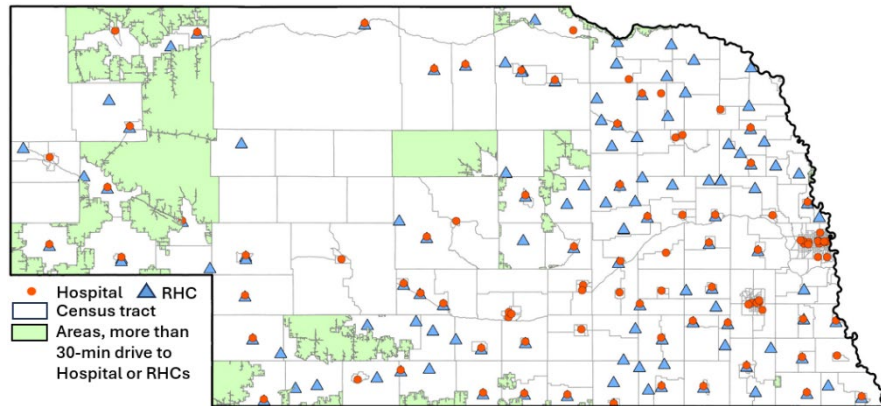 Hospital RHC
Census tract
Areas, more than
30-min drive to
Hospital or RHCs